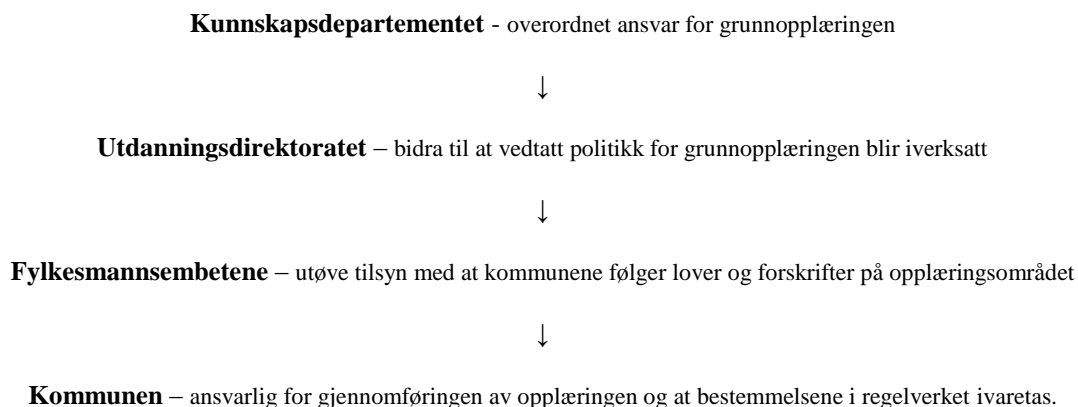 Kunnskapsdepartementet - overordnet ansvar for grunnopplæringen
↓
Utdanningsdirektoratet – bidra til at vedtatt politikk for grunnopplæringen blir iverksatt
↓
Fylkesmannsembetene – utøve tilsyn med at kommunene følger lover og forskrifter på opplæringsområdet
↓
Kommunen – ansvarlig for gjennomføringen av opplæringen og at bestemmelsene i regelverket ivaretas.